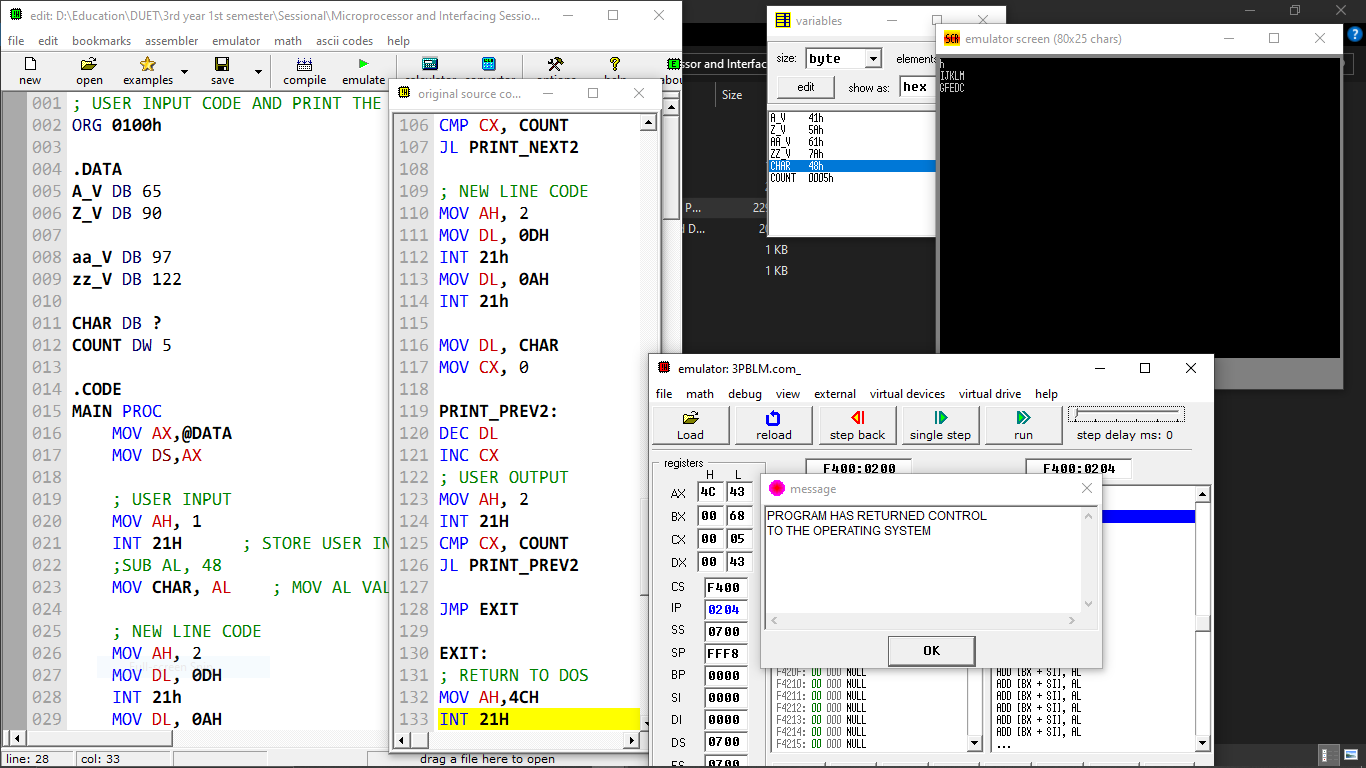 edit: D:\Education\DUET\3rd year 1st semester\Sessional\Microprocessor and Interfacing Sessio...
file edit bookmarks assembler emulator math ascii codes help
new open examples save compile emulate calculator converter options help
001 ; USER INPUT CODE AND PRINT THE
002 ORG 0100h
003
004 .DATA
005 A_V DB 65
006 Z_V DB 90
007
008 aa_V DB 97
009 zz_V DB 122
010
011 CHAR DB ?
012 COUNT DW 5
013
014 .CODE
015 MAIN PROC
016 MOV AX,@DATA
017 MOV DS,AX
018
019 ; USER INPUT
020 MOV AH, 1
021 INT 21H ; STORE USER IN
022 ;SUB AL, 48
023 MOV CHAR, AL ; MOV AL VAL
024
025 ; NEW LINE CODE
026 MOV AH, 2
027 MOV DL, 0DH
028 INT 21h
029 MOV DL, 0AH
line: 28 col: 33 drag a file here to open
original source co...
106 CMP CX, COUNT
107 JL PRINT_NEXT2
108
109 ; NEW LINE CODE
110 MOV AH, 2
111 MOV DL, 0DH
112 INT 21h
113 MOV DL, 0AH
114 INT 21h
115
116 MOV DL, CHAR
117 MOV CX, 0
118
119 PRINT_PREV2:
120 DEC DL
121 INC CX
122 ; USER OUTPUT
123 MOV AH, 2
124 INT 21H
125 CMP CX, COUNT
126 JL PRINT_PREV2
127
128 JMP EXIT
129
130 EXIT:
131 ; RETURN TO DOS
132 MOV AH,4CH
133 INT 21H
ssor and Interfac
Size
P... 229
D... 20
1 KB
1 KB
variables
size: byte elements
edit show as: hex
A_V 41h
Z_V 5Ah
AA_V 61h
ZZ_V 7Ah
CHAR 48h
COUNT 0005h
emulator screen (80x25 chars)
h
IJKLM
GFEDC
emulator: 3PBLM.com_
file math debug view external virtual devices virtual drive help
Load reload step back single step run step delay ms: 0
registers F400:0200 F400:0204
H L
AX 4C 43
BX 00 68
CX 00 05
DX 00 43
CS F400
IP 0204
SS 0700
SP FFF8
BP 0000
SI 0000
DI 0000
DS 0700
ES 0700
message
PROGRAM HAS RETURNED CONTROL
TO THE OPERATING SYSTEM
OK
F420F: 00 000 NULL ADD [BX + SI], AL
F4210: 00 000 NULL ADD [BX + SI], AL
F4211: 00 000 NULL ADD [BX + SI], AL
F4212: 00 000 NULL ADD [BX + SI], AL
F4213: 00 000 NULL ADD [BX + SI], AL
F4214: 00 000 NULL ADD [BX + SI], AL
F4215: 00 000 NULL ...